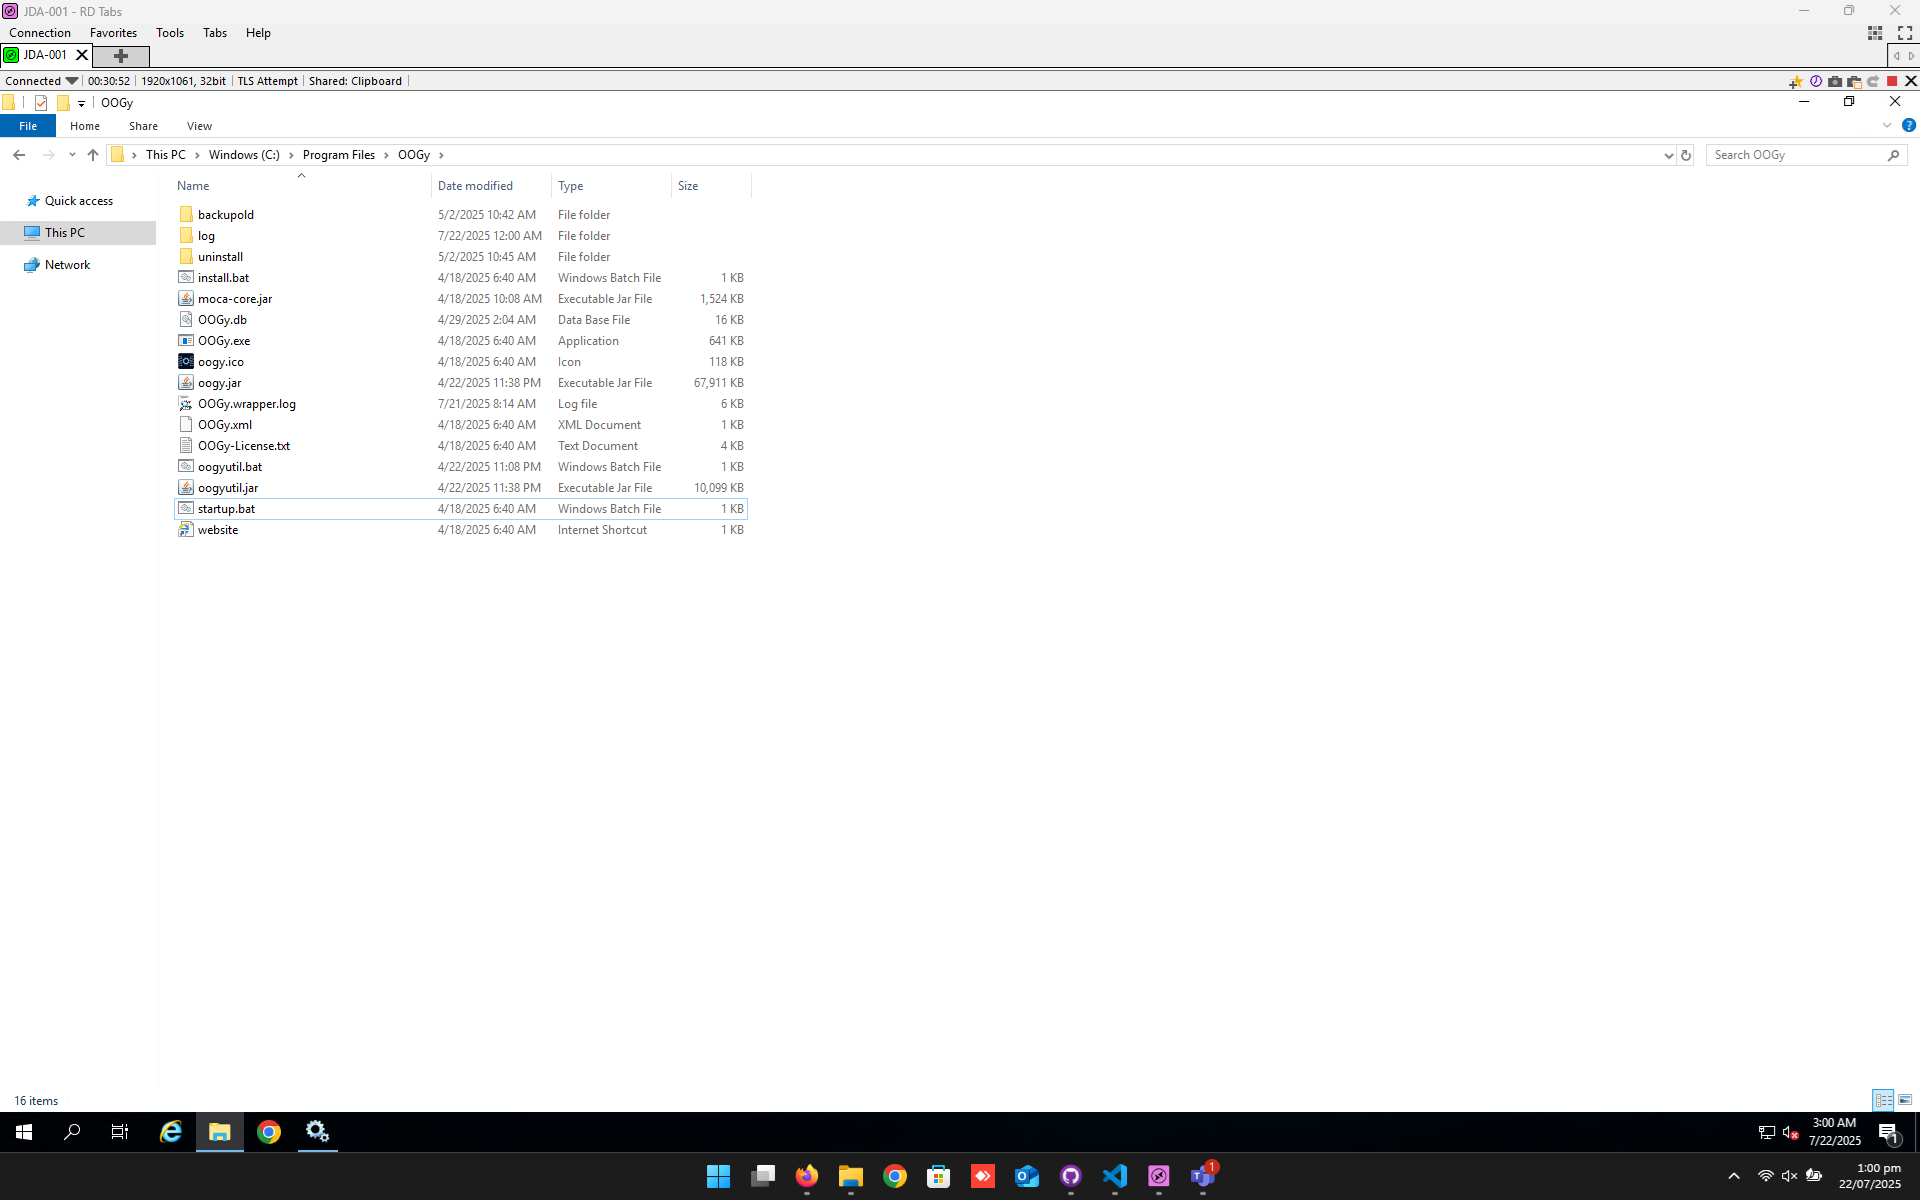 JDA-001 - RD Tabs
Connection Favorites Tools Tabs Help
JDA-001
Connected 00:30:52 1920x1061, 32bit TLS Attempt Shared: Clipboard
OOGy
File Home Share View
This PC Windows (C:) Program Files OOGy
Search OOGy
Name Date modified Type Size
Quick access
This PC
Network
backupold 5/2/2025 10:42 AM File folder
log 7/22/2025 12:00 AM File folder
uninstall 5/2/2025 10:45 AM File folder
install.bat 4/18/2025 6:40 AM Windows Batch File 1 KB
moca-core.jar 4/18/2025 10:08 AM Executable Jar File 1,524 KB
OOGy.db 4/29/2025 2:04 AM Data Base File 16 KB
OOGy.exe 4/18/2025 6:40 AM Application 641 KB
oogy.ico 4/18/2025 6:40 AM Icon 118 KB
oogy.jar 4/22/2025 11:38 PM Executable Jar File 67,911 KB
OOGy.wrapper.log 7/21/2025 8:14 AM Log file 6 KB
OOGy.xml 4/18/2025 6:40 AM XML Document 1 KB
OOGy-License.txt 4/18/2025 6:40 AM Text Document 4 KB
oogyutil.bat 4/22/2025 11:08 PM Windows Batch File 1 KB
oogyutil.jar 4/22/2025 11:38 PM Executable Jar File 10,099 KB
startup.bat 4/18/2025 6:40 AM Windows Batch File 1 KB
website 4/18/2025 6:40 AM Internet Shortcut 1 KB
16 items
3:00 AM
7/22/2025
1
1
1:00 pm
22/07/2025